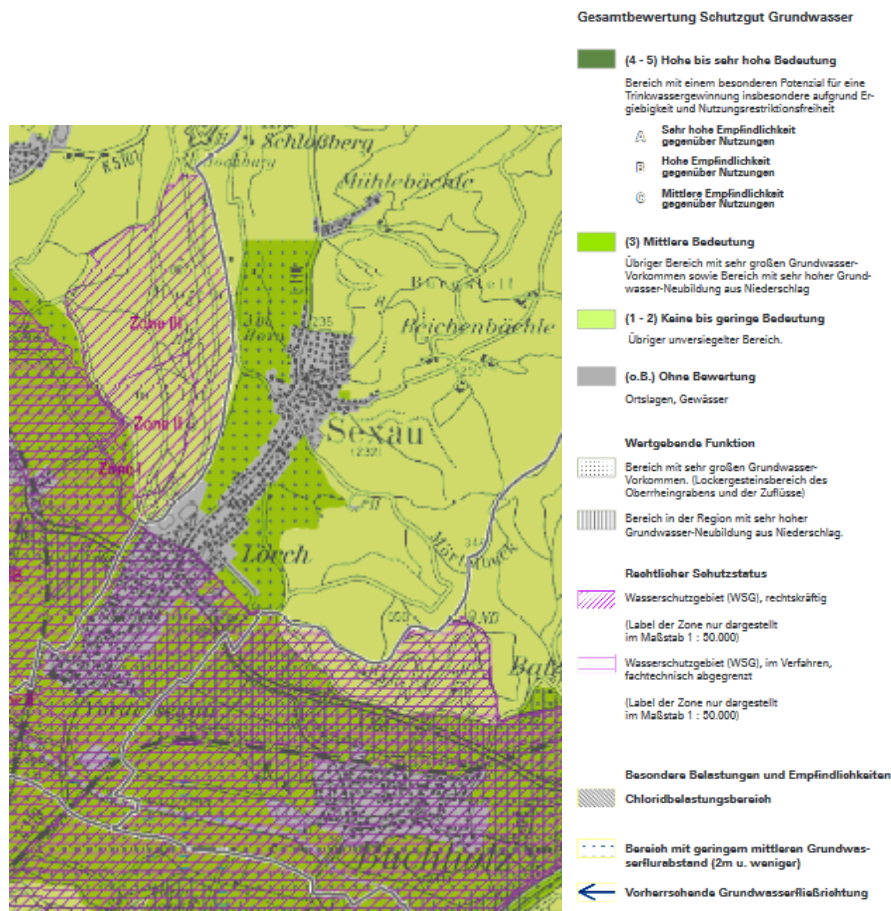 Gesamtbewertung Schutzgut Grundwasser
(4 - 5) Hohe bis sehr hohe Bedeutung
Bereich mit einem besonderen Potenzial für eine
Trinkwassergewinnung insbesondere aufgrund Er-
giebigkeit und Nutzungsrestriktionsfreiheit
A Sehr hohe Empfindlichkeit
gegenüber Nutzungen
B Hohe Empfindlichkeit
gegenüber Nutzungen
C Mittlere Empfindlichkeit
gegenüber Nutzungen
(3) Mittlere Bedeutung
Übriger Bereich mit sehr großen Grundwasser-
Vorkommen sowie Bereich mit sehr hoher Grund-
wasser-Neubildung aus Niederschlag
(1 - 2) Keine bis geringe Bedeutung
Übriger unversiegelter Bereich.
(o.B.) Ohne Bewertung
Ortslagen, Gewässer
Wertgebende Funktion
Bereich mit sehr großen Grundwasser-
Vorkommen. (Lockergesteinsbereich des
Oberrheingrabens und der Zuflüsse)
Bereich in der Region mit sehr hoher
Grundwasser-Neubildung aus Niederschlag.
Rechtlicher Schutzstatus
Wasserschutzgebiet (WSG), rechtskräftig
(Label der Zone nur dargestellt
im Maßstab 1 : 50.000)
Wasserschutzgebiet (WSG), im Verfahren,
fachtechnisch abgegrenzt
(Label der Zone nur dargestellt
im Maßstab 1 : 50.000)
Besondere Belastungen und Empfindlichkeiten
Chloridbelastungsbereich
Bereich mit geringem mittleren Grundwas-
serflurabstand (2m u. weniger)
Vorherrschende Grundwasserfließrichtung
Schloßberg
K 5101
Hochburg
Mühlebächle
Reichenbächle
235
Zone III
Zone II
Zone I
Sexau
(232)
Lörch
ND